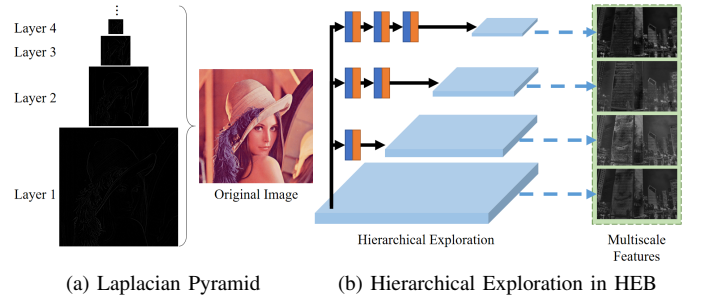 ⋮
Layer 4
Layer 3
Layer 2
Layer 1
Original Image
Hierarchical Exploration
Multiscale
Features
(a) Laplacian Pyramid
(b) Hierarchical Exploration in HEB